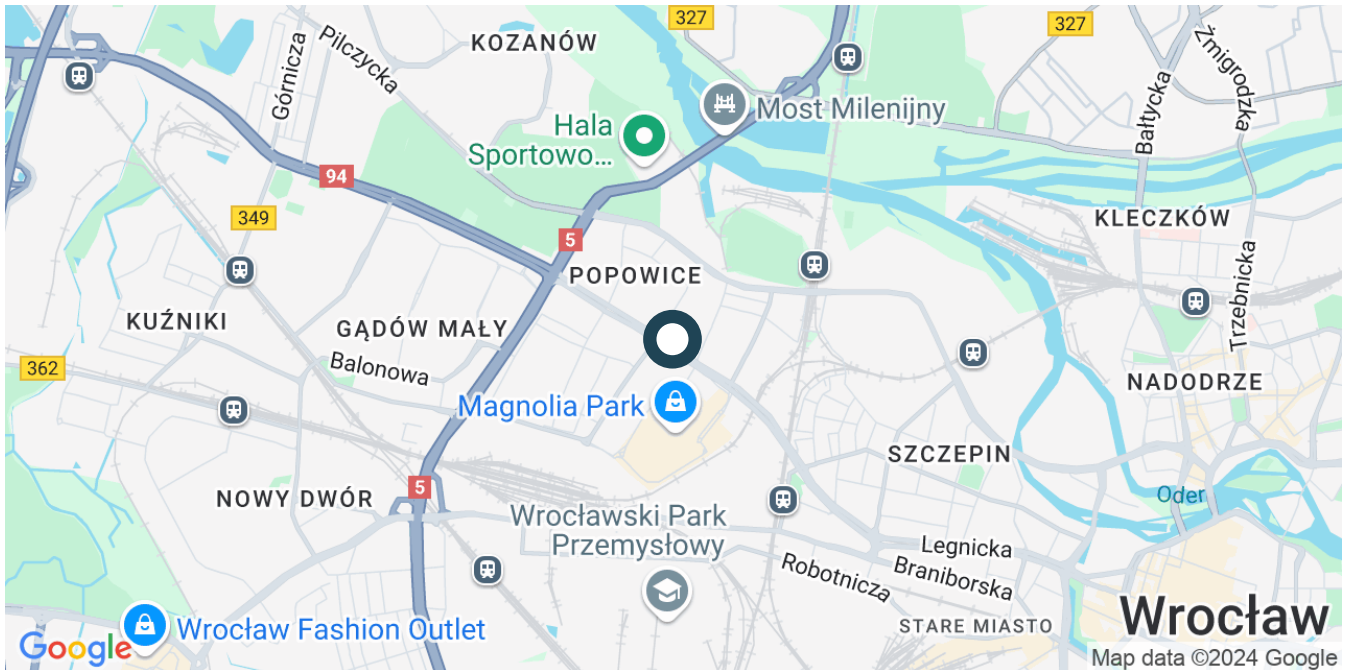 327
327
KOZANÓW
Pilczycka
Górnicza
Żmigrodzka
Bałtycka
Most Milenijny
Hala
Sportowo...
94
349
5
KLECZKÓW
POPOWICE
Trzebnicka
KUŹNIKI
GĄDÓW MAŁY
Balonowa
362
NADODRZE
Magnolia Park
SZCZEPIN
5
NOWY DWÓR
Oder
Wrocławski Park
Przemysłowy
Legnicka
Braniborska
Robotnicza
Wrocław
STARE MIASTO
Wrocław Fashion Outlet
Google
Map data ©2024 Google